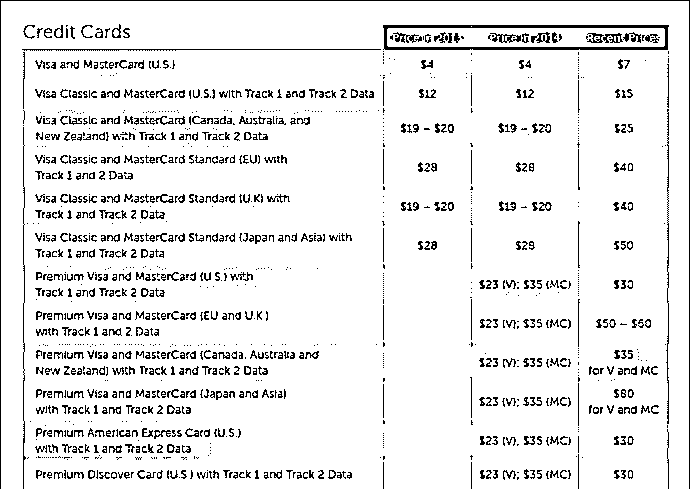 Credit Cards
Price in 2013 Price in 2014 Recent Prices
Visa and MasterCard (U.S.) $4 $4 $7
Visa Classic and MasterCard (U.S.) with Track 1 and Track 2 Data $12 $12 $15
Visa Classic and MasterCard (Canada, Australia, and
New Zealand) with Track 1 and Track 2 Data $19 – $20 $19 – $20 $25
Visa Classic and MasterCard Standard (EU) with
Track 1 and 2 Data $28 $28 $40
Visa Classic and MasterCard Standard (U.K) with
Track 1 and Track 2 Data $19 – $20 $19 – $20 $40
Visa Classic and MasterCard Standard (Japan and Asia) with
Track 1 and Track 2 Data $28 $28 $50
Premium Visa and MasterCard (U.S.) with
Track 1 and Track 2 Data $23 (V); $35 (MC) $30
Premium Visa and MasterCard (EU and U.K.)
with Track 1 and 2 Data $23 (V); $35 (MC) $50 – $60
Premium Visa and MasterCard (Canada, Australia and
New Zealand) with Track 1 and Track 2 Data $23 (V); $35 (MC) $35
for V and MC
Premium Visa and MasterCard (Japan and Asia)
with Track 1 and Track 2 Data $23 (V); $35 (MC) $80
for V and MC
Premium American Express Card (U.S.)
with Track 1 and Track 2 Data $23 (V); $35 (MC) $30
Premium Discover Card (U.S.) with Track 1 and Track 2 Data $23 (V); $35 (MC) $30